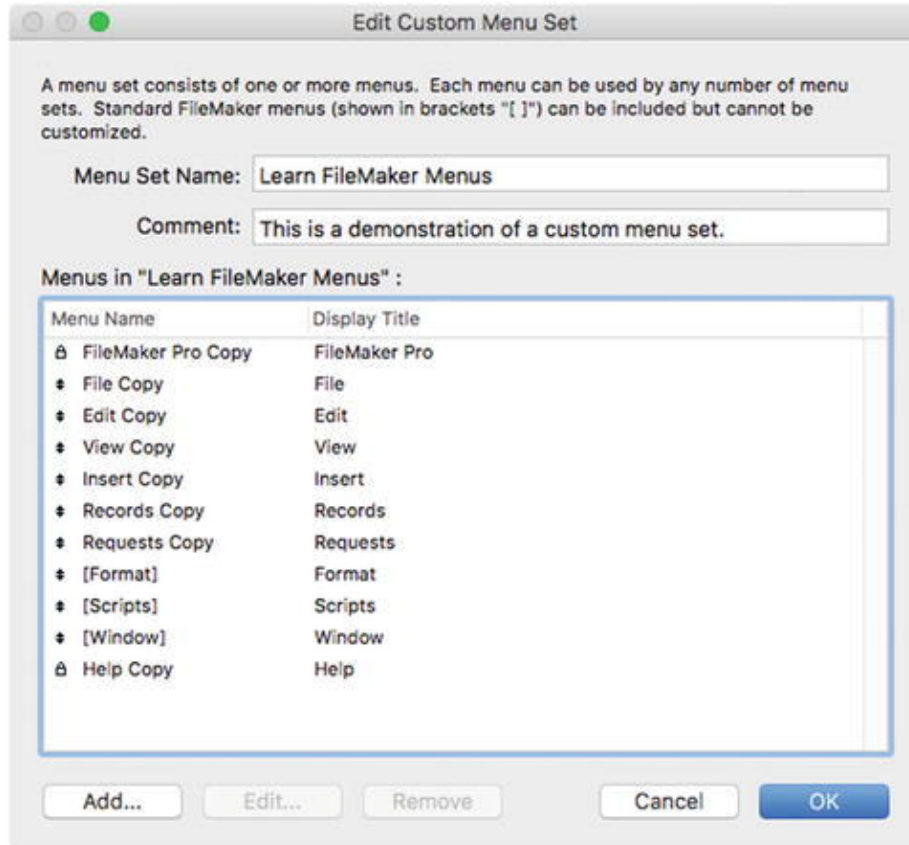 Edit Custom Menu Set
A menu set consists of one or more menus. Each menu can be used by any number of menu
sets. Standard FileMaker menus (shown in brackets "[ ]") can be included but cannot be
customized.
Menu Set Name: Learn FileMaker Menus
Comment: This is a demonstration of a custom menu set.
Menus in "Learn FileMaker Menus" :
Menu Name Display Title
FileMaker Pro Copy FileMaker Pro
File Copy File
Edit Copy Edit
View Copy View
Insert Copy Insert
Records Copy Records
Requests Copy Requests
[Format] Format
[Scripts] Scripts
[Window] Window
Help Copy Help
Add... Edit... Remove Cancel OK